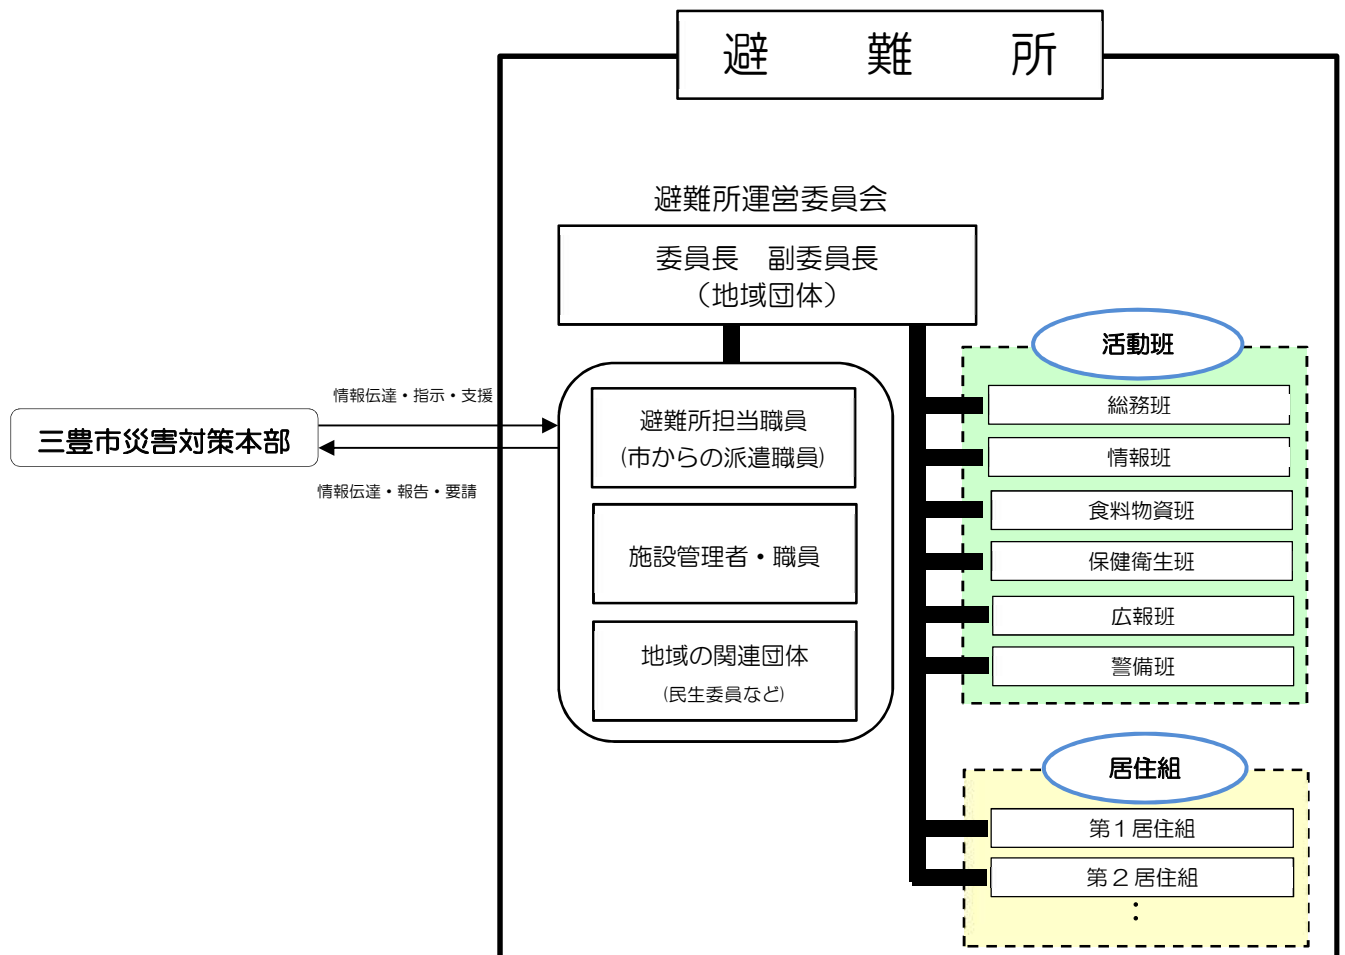 避　難　所
避難所運営委員会
委員長　副委員長
（地域団体）
情報伝達・指示・支援
三豊市災害対策本部
情報伝達・報告・要請
避難所担当職員
(市からの派遣職員)
施設管理者・職員
地域の関連団体
(民生委員など)
活動班
総務班
情報班
食料物資班
保健衛生班
広報班
警備班
居住組
第１居住組
第２居住組
：